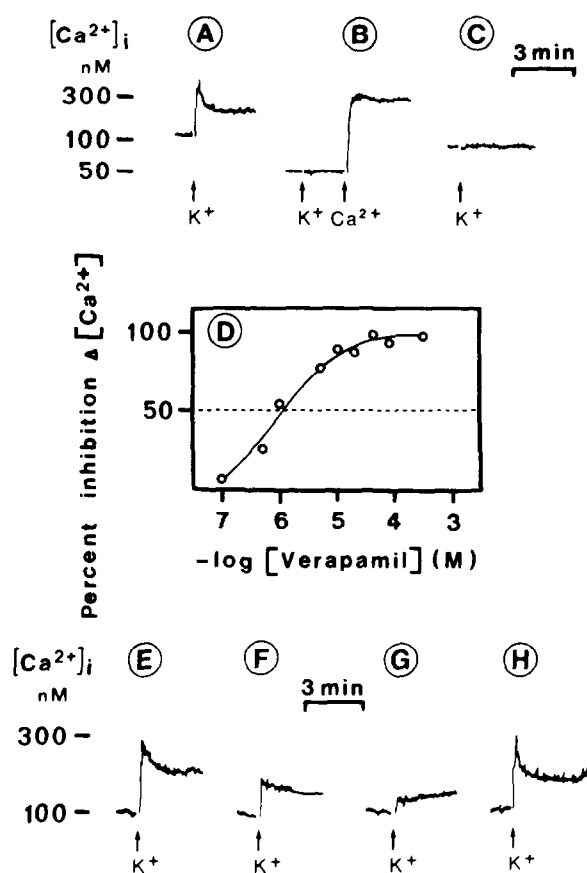 [Ca²⁺]i
nM
A B C
3 min
300
100
50
K⁺ K⁺ Ca²⁺ K⁺
Percent inhibition Δ [Ca²⁺]
D
100
50
7 6 5 4 3
-log [Verapamil] (M)
[Ca²⁺]i
nM
E F G H
3 min
300
100
K⁺ K⁺ K⁺ K⁺